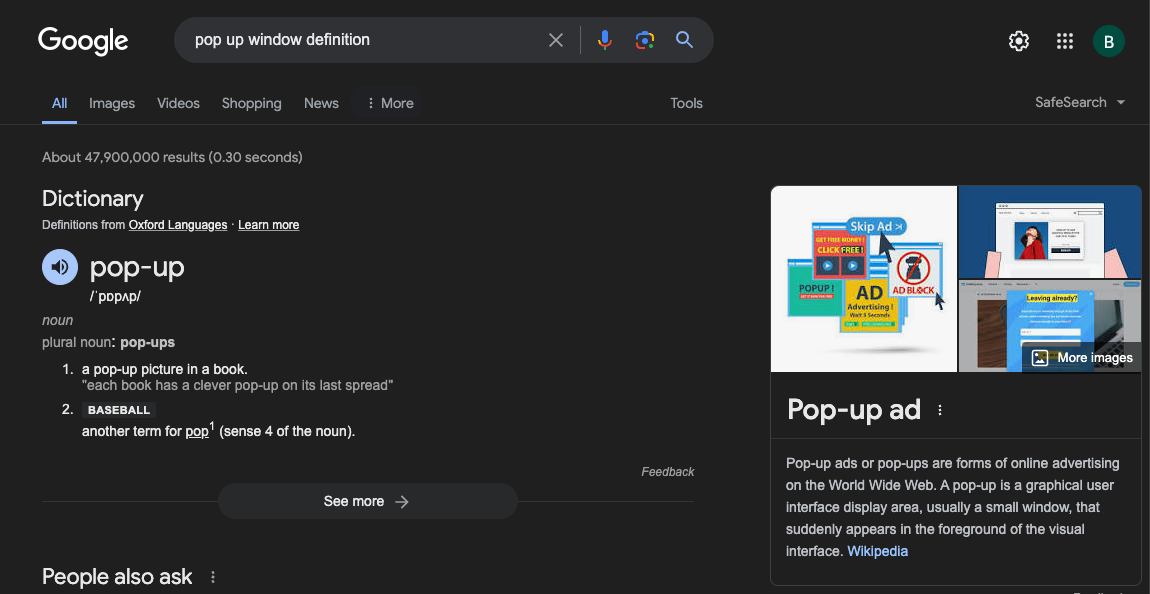 Google
pop up window definition
B
All Images Videos Shopping News More Tools SafeSearch
About 47,900,000 results (0.30 seconds)
Dictionary
Definitions from Oxford Languages · Learn more
pop-up
/ˈpɒpʌp/
noun
plural noun: pop-ups
1. a pop-up picture in a book.
"each book has a clever pop-up on its last spread"
2. BASEBALL
another term for pop1 (sense 4 of the noun).
Feedback
See more
People also ask
Skip Ad
GET FREE MONEY!
CLICK FREE!
POPUP!
AD
Advertising!
Wait 5 Seconds
AD BLOCK
Leaving already?
More images
Pop-up ad
Pop-up ads or pop-ups are forms of online advertising
on the World Wide Web. A pop-up is a graphical user
interface display area, usually a small window, that
suddenly appears in the foreground of the visual
interface. Wikipedia